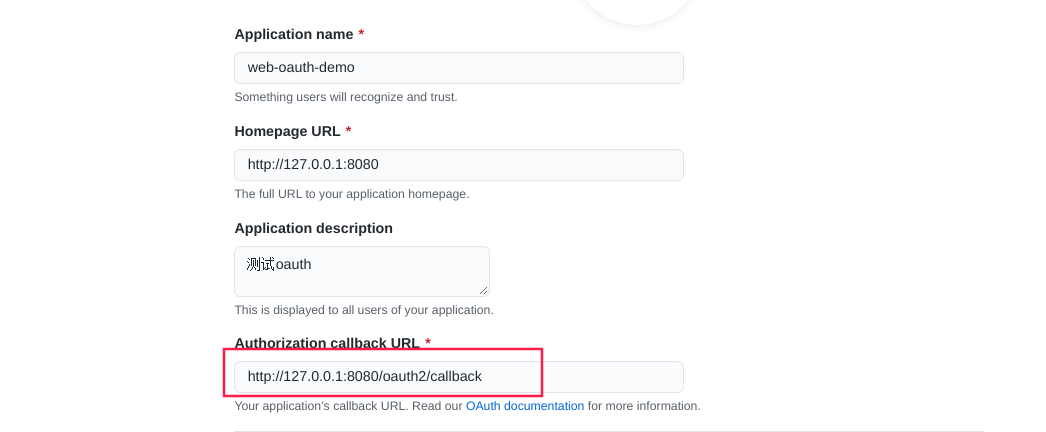 Application name *
web-oauth-demo
Something users will recognize and trust.
Homepage URL *
http://127.0.0.1:8080
The full URL to your application homepage.
Application description
测试oauth
This is displayed to all users of your application.
Authorization callback URL *
http://127.0.0.1:8080/oauth2/callback
Your application's callback URL. Read our OAuth documentation for more information.